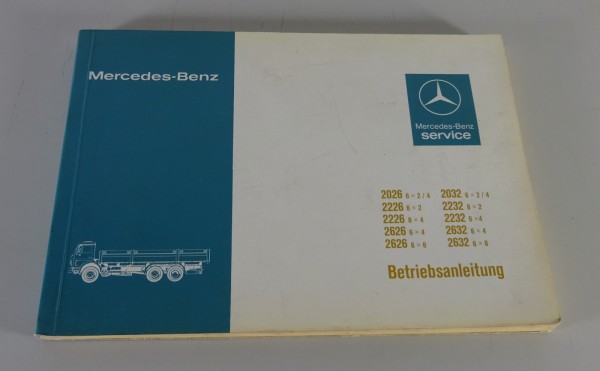 Mercedes-Benz
Mercedes-Benz
service
2026 6×2/4 2032 6×2/4
2226 6×2 2232 6×2
2226 6×4 2232 6×4
2626 6×4 2632 6×4
2626 6×6 2632 6×6
Betriebsanleitung